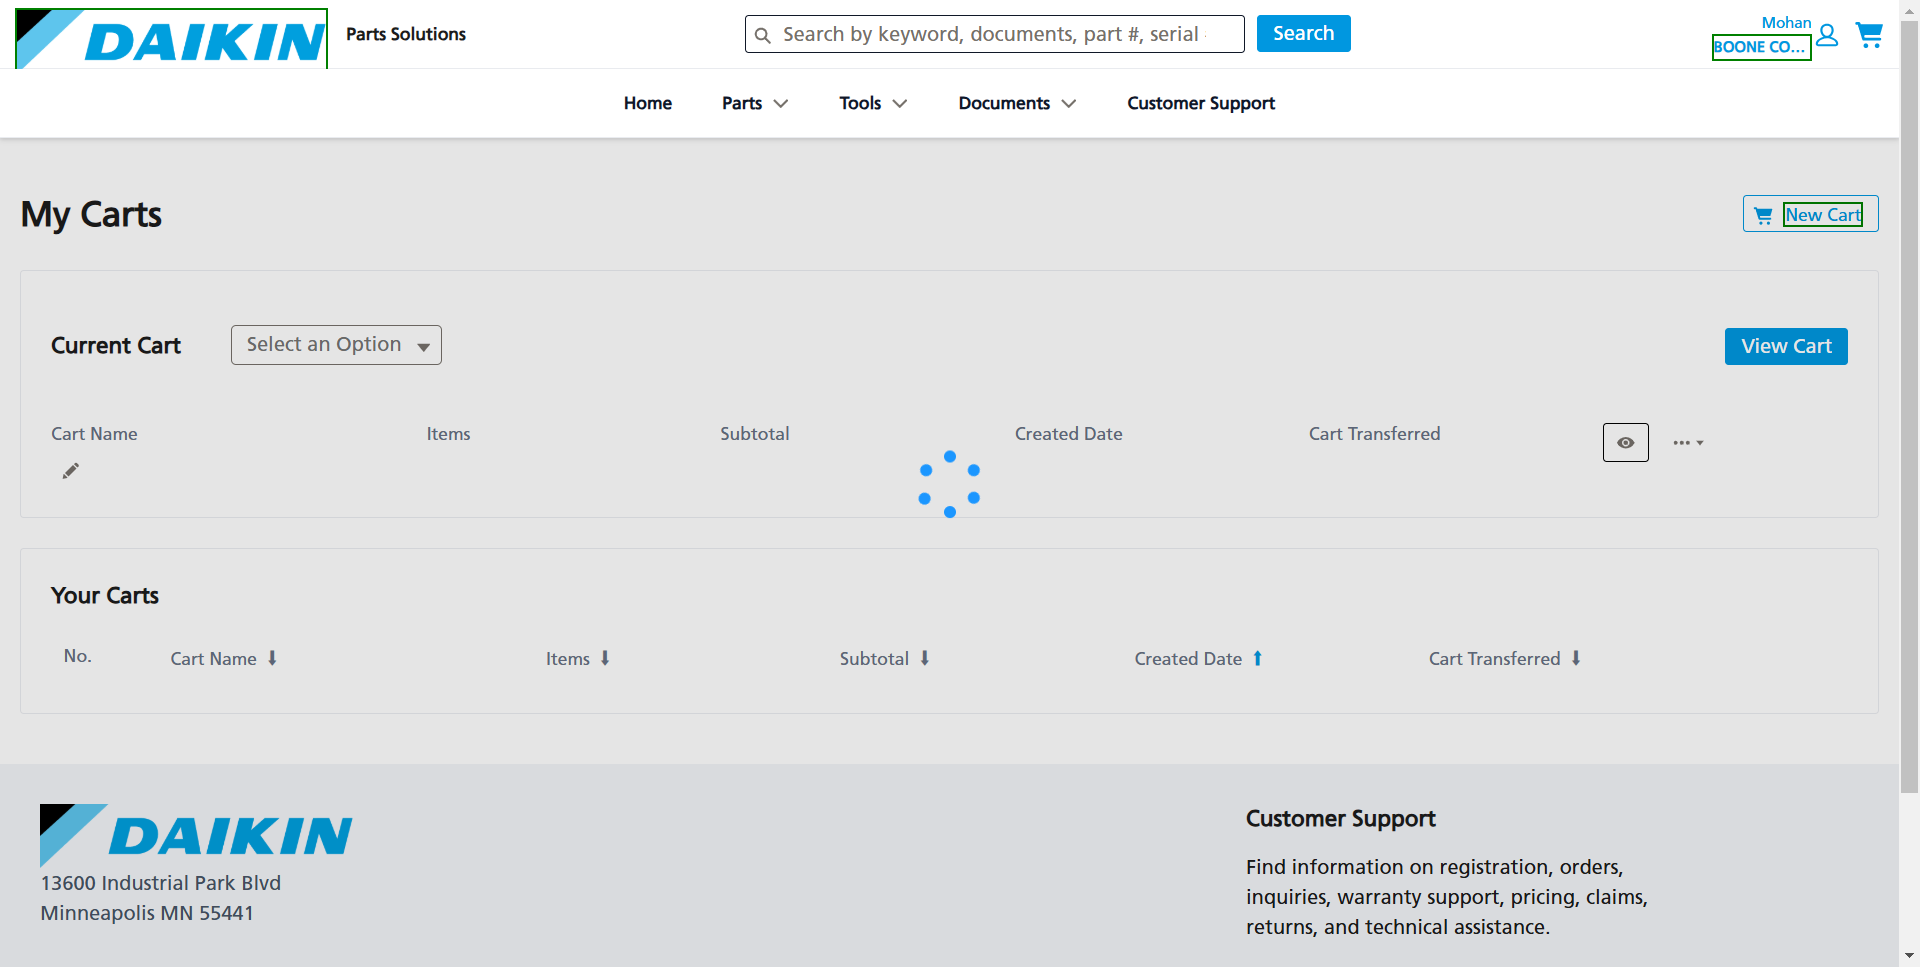 DAIKIN Parts Solutions Search by keyword, documents, part #, serial Search Mohan
BOONE CO...
Home Parts Tools Documents Customer Support
My Carts New Cart
Current Cart Select an Option View Cart
Cart Name Items Subtotal Created Date Cart Transferred
Your Carts
No. Cart Name Items Subtotal Created Date Cart Transferred
DAIKIN
13600 Industrial Park Blvd
Minneapolis MN 55441
Customer Support
Find information on registration, orders,
inquiries, warranty support, pricing, claims,
returns, and technical assistance.